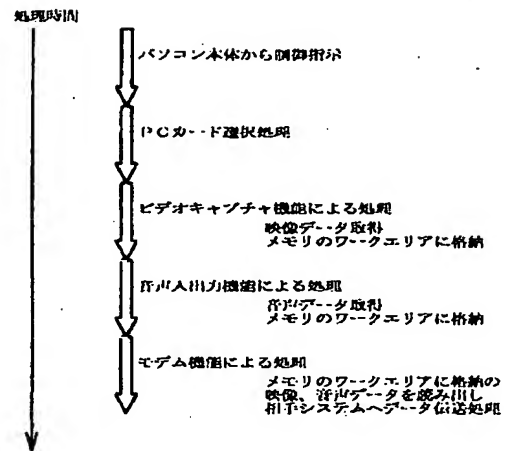 処理時間
パソコン本体から制御指示
PCカード選択処理
ビデオキャプチャ機能による処理
映像データ取得
メモリのワークエリアに格納
音声入出力機能による処理
音声データ取得
メモリのワークエリアに格納
モデム機能による処理
メモリのワークエリアに格納の
映像、音声データを読み出し
相手システムへデータ伝送処理